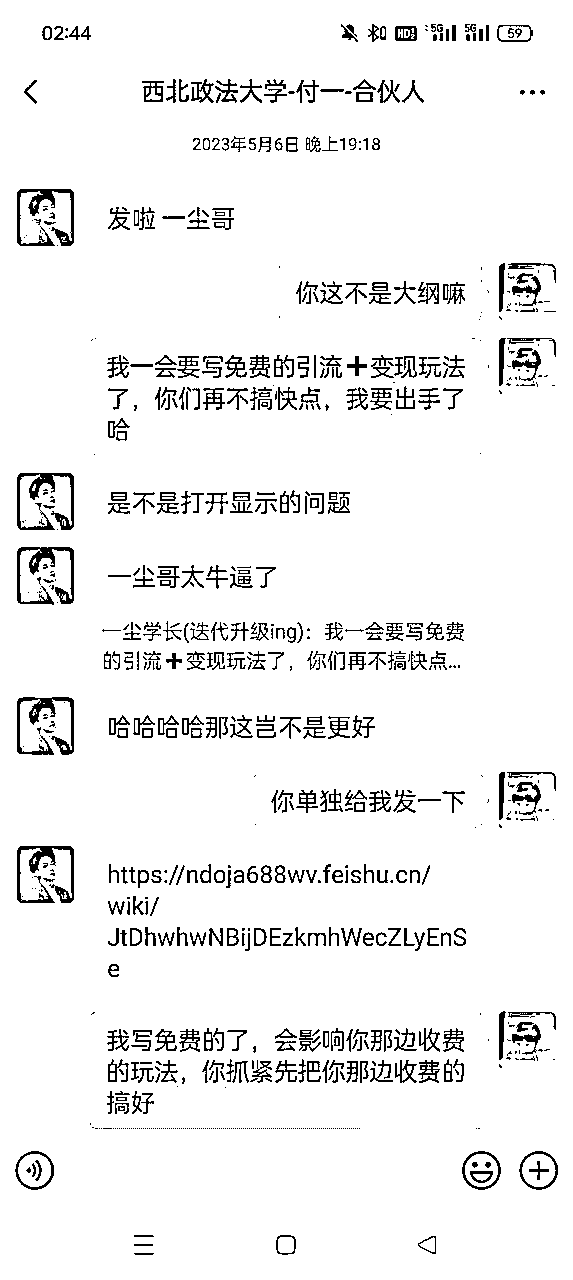 02:44
HD 5G 5G 59
西北政法大学-付一-合伙人
2023年5月6日 晚上19:18
发啦 一尘哥
你这不是大纲嘛
我一会要写免费的引流➕变现玩法
了，你们再不搞快点，我要出手了
哈
是不是打开显示的问题
一尘哥太牛逼了
一尘学长(迭代升级ing)：我一会要写免费
的引流➕变现玩法了，你们再不搞快点...
哈哈哈哈那这岂不是更好
你单独给我发一下
https://ndoja688wv.feishu.cn/
wiki/
JtDhwhwNBijDEzkmhWecZLyEnS
e
我写免费的了，会影响你那边收费
的玩法，你抓紧先把你那边收费的
搞好